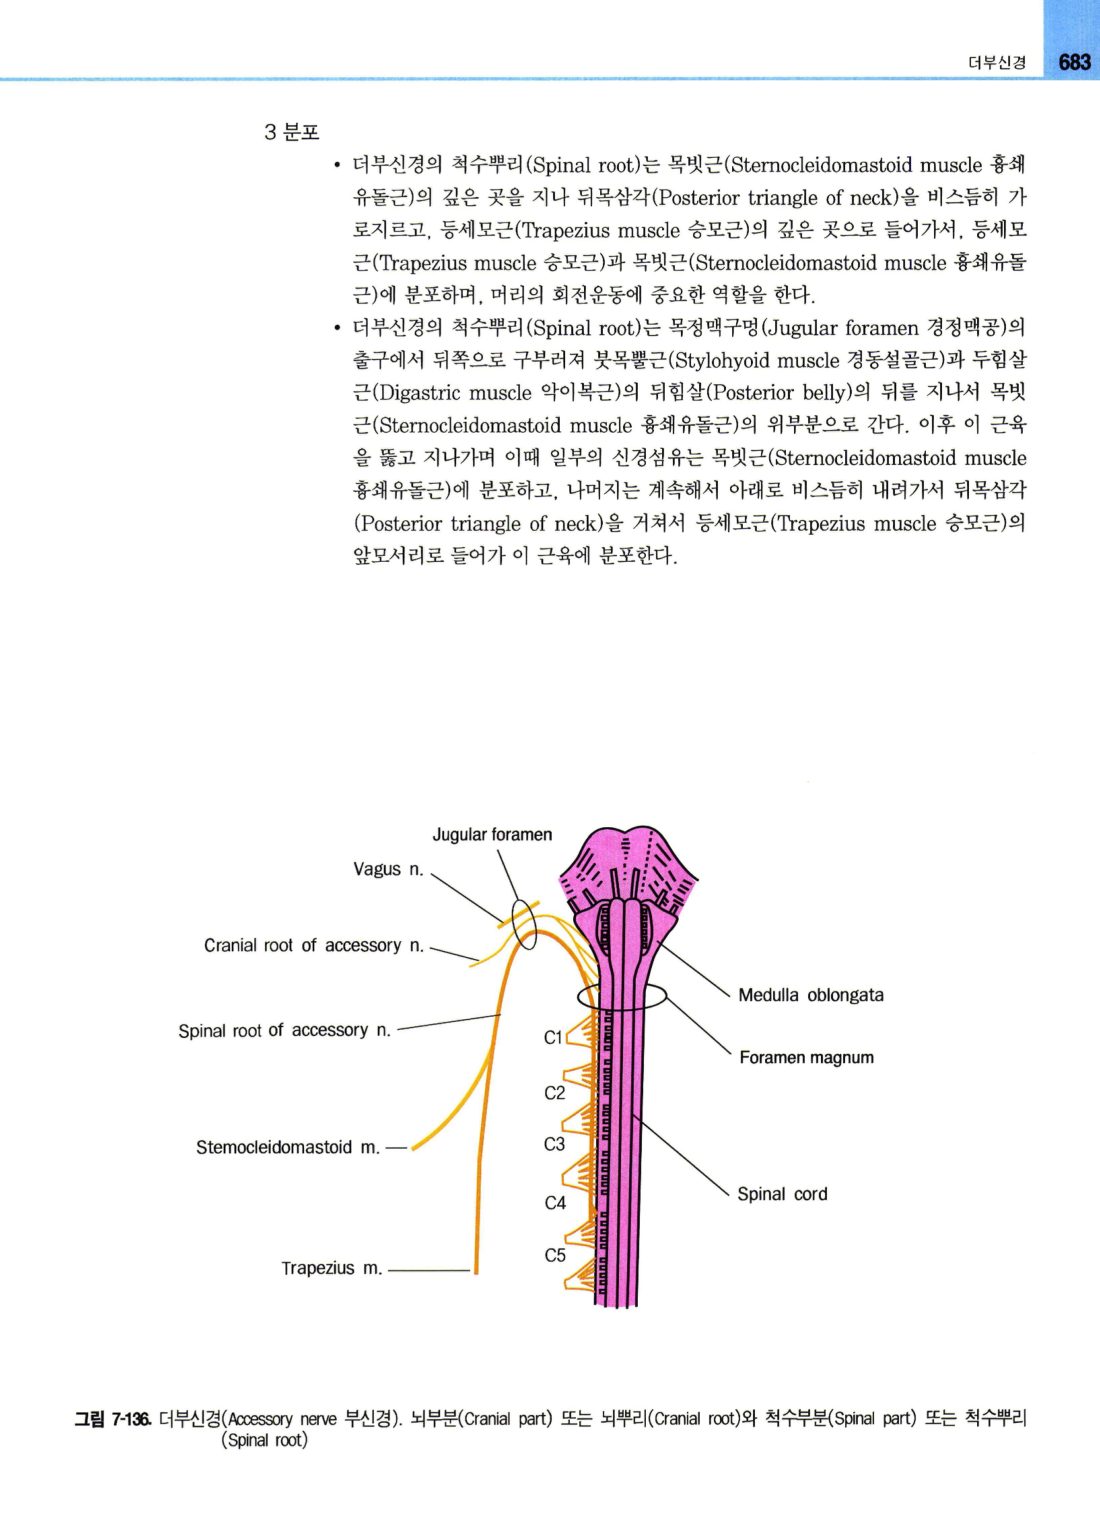 더부신경 683
3 분포
• 더부신경의 척수뿌리(Spinal root)는 목빗근(Sternocleidomastoid muscle 흉쇄
유돌근)의 깊은 곳을 지나 뒤목삼각(Posterior triangle of neck)을 비스듬히 가
로지르고, 등세모근(Trapezius muscle 승모근)의 깊은 곳으로 들어가서, 등세모
근(Trapezius muscle 승모근)과 목빗근(Sternocleidomastoid muscle 흉쇄유돌
근)에 분포하며, 머리의 회전운동에 중요한 역할을 한다.
• 더부신경의 척수뿌리(Spinal root)는 목정맥구멍(Jugular foramen 경정맥공)의
출구에서 뒤쪽으로 구부러져 붓목뿔근(Stylohyoid muscle 경동설골근)과 두힘살
근(Digastric muscle 악이복근)의 뒤힘살(Posterior belly)의 뒤를 지나서 목빗
근(Sternocleidomastoid muscle 흉쇄유돌근)의 위부분으로 간다. 이후 이 근육
을 뚫고 지나가며 이때 일부의 신경섬유는 목빗근(Sternocleidomastoid muscle
흉쇄유돌근)에 분포하고, 나머지는 계속해서 아래로 비스듬히 내려가서 뒤목삼각
(Posterior triangle of neck)을 거쳐서 등세모근(Trapezius muscle 승모근)의
앞모서리로 들어가 이 근육에 분포한다.
Jugular foramen
Vagus n.
Cranial root of accessory n.
Medulla oblongata
Spinal root of accessory n.
C1
Foramen magnum
C2
C3
Stemocleidomastoid m.
Spinal cord
C4
C5
Trapezius m.
그림 7-136. 더부신경(Accessory nerve 부신경). 뇌부분(Cranial part) 또는 뇌뿌리(Cranial root)와 척수부분(Spinal part) 또는 척수뿌리
(Spinal root)